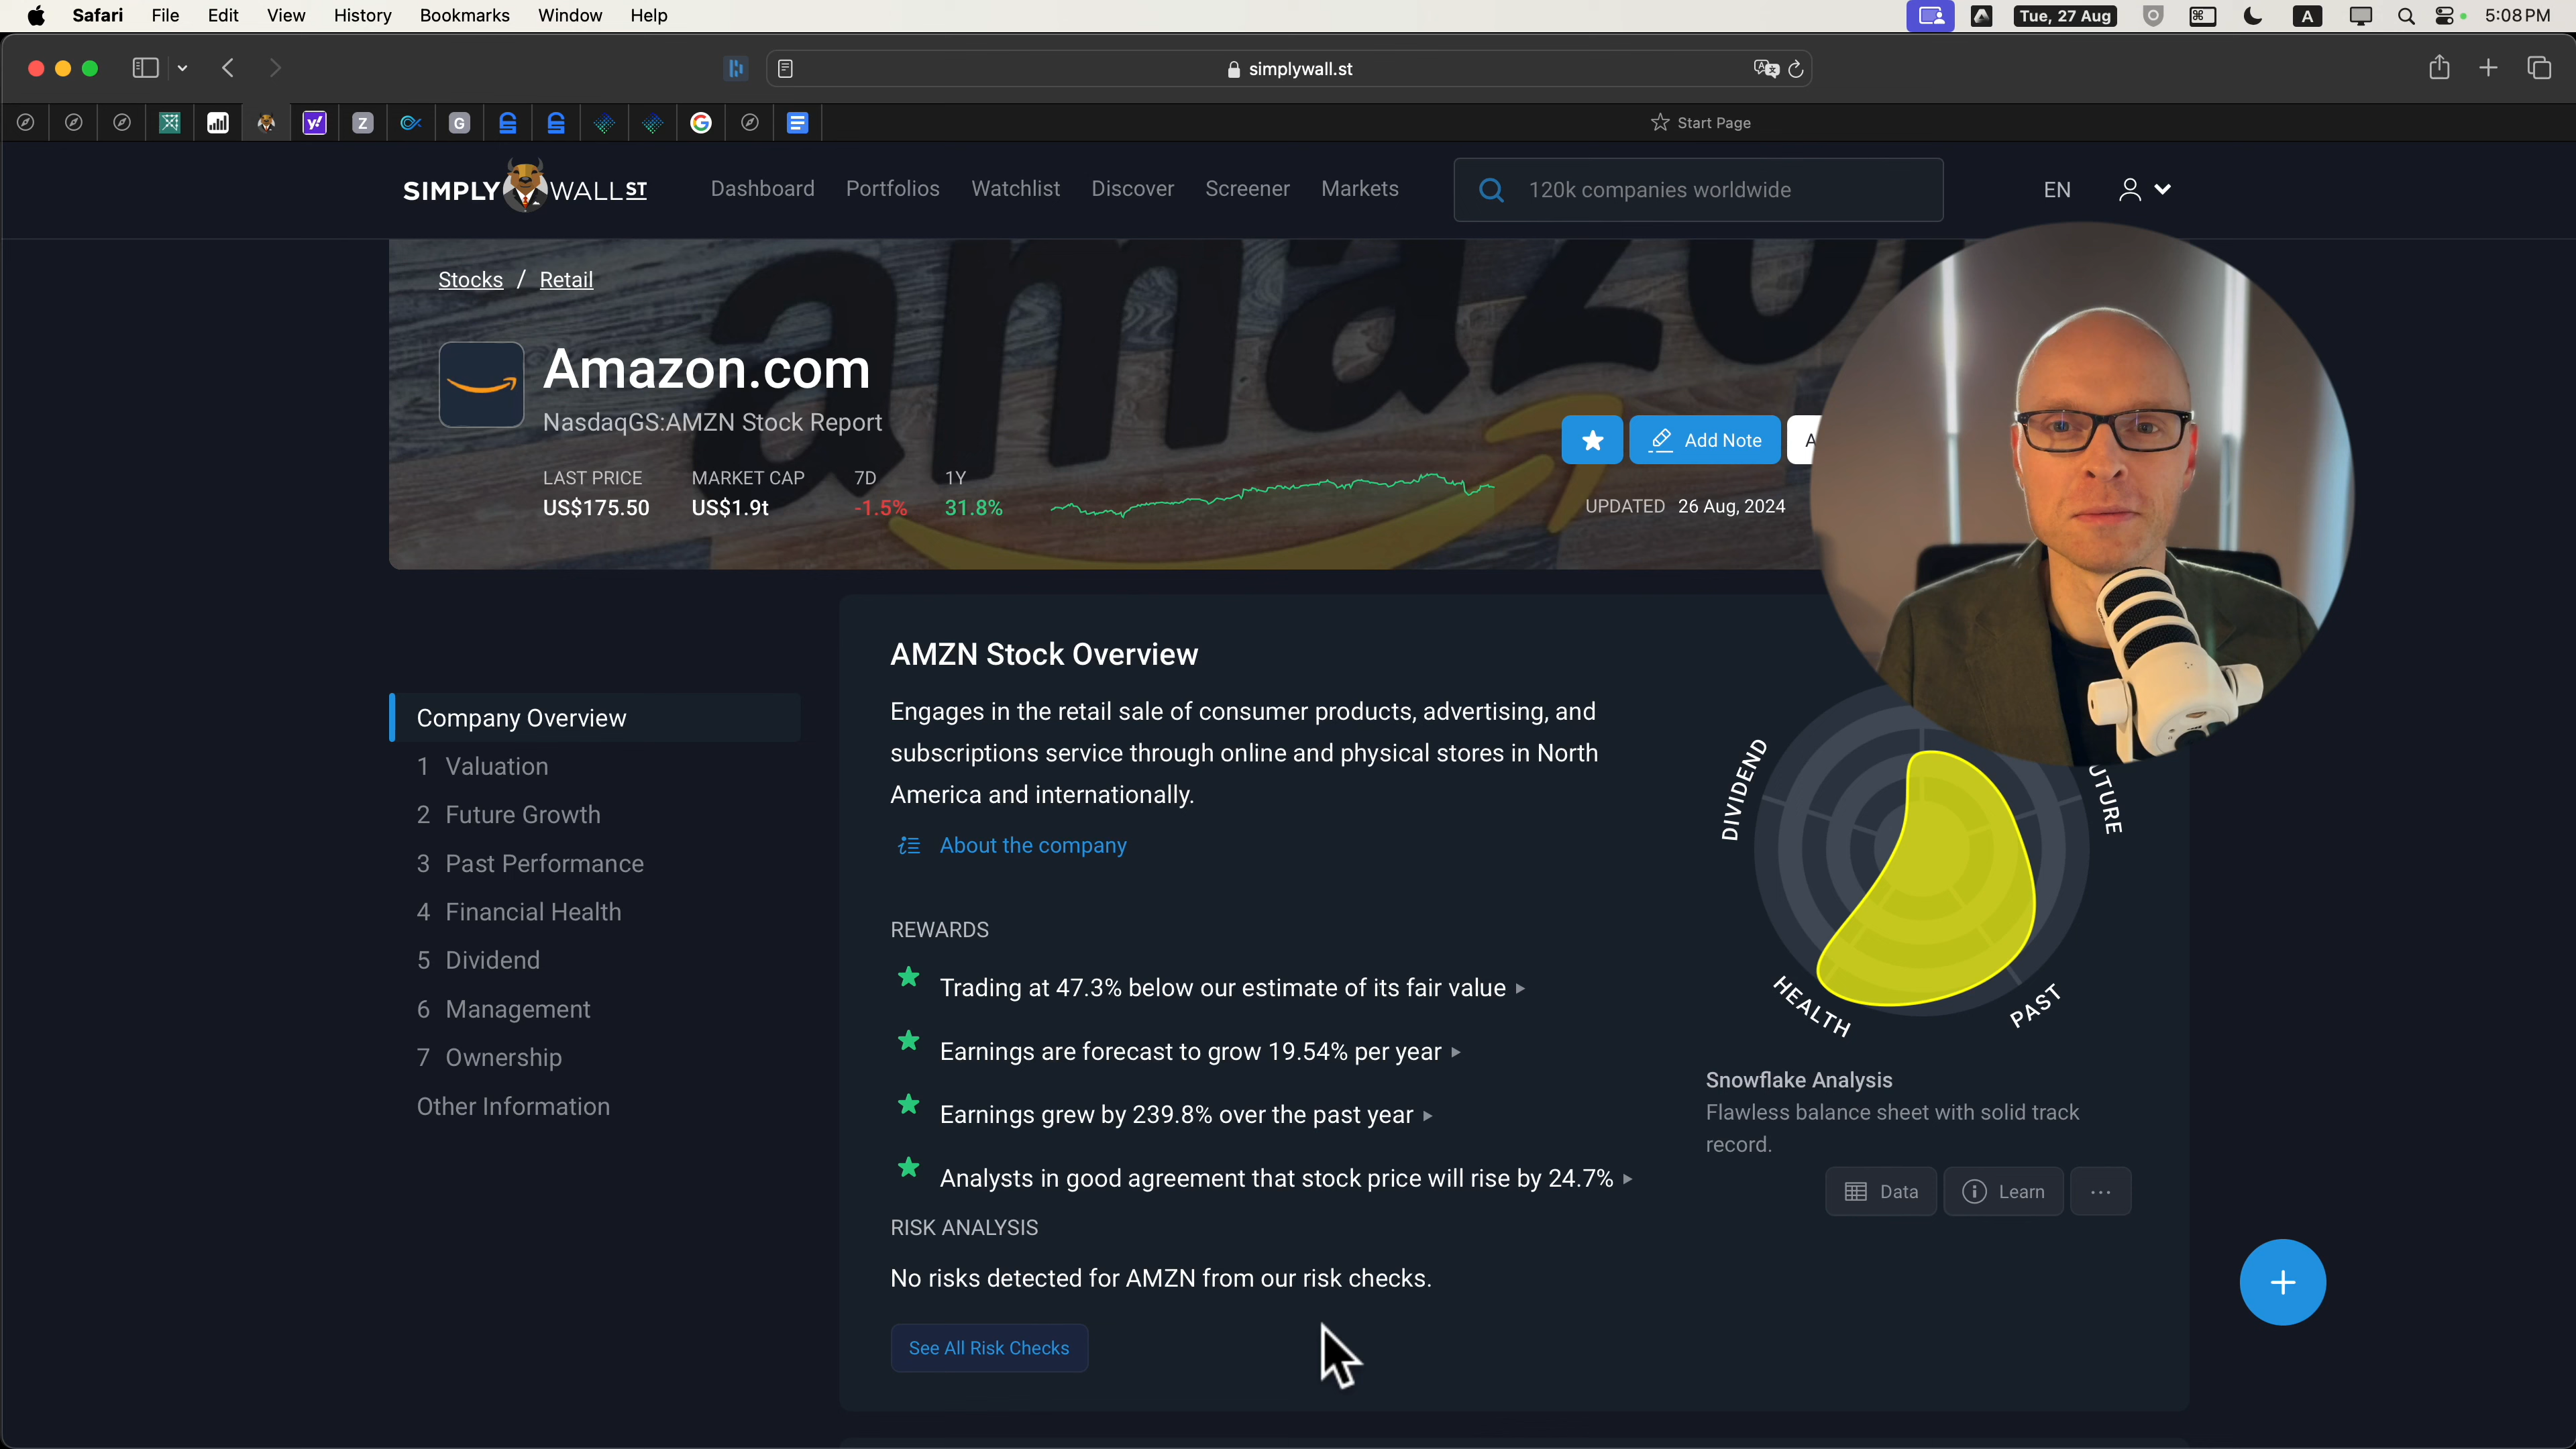 Safari File Edit View History Bookmarks Window Help
Tue, 27 Aug
A
5:08 PM
simplywall.st
y!
Z
G
Start Page
SIMPLY WALL ST
Dashboard Portfolios Watchlist Discover Screener Markets
120k companies worldwide
EN
amazo
Stocks / Retail
Amazon.com
NasdaqGS:AMZN Stock Report
Add Note
A
LAST PRICE MARKET CAP 7D 1Y
US$175.50 US$1.9t -1.5% 31.8%
UPDATED 26 Aug, 2024
Company Overview
1 Valuation
2 Future Growth
3 Past Performance
4 Financial Health
5 Dividend
6 Management
7 Ownership
Other Information
AMZN Stock Overview
Engages in the retail sale of consumer products, advertising, and
subscriptions service through online and physical stores in North
America and internationally.
About the company
REWARDS
Trading at 47.3% below our estimate of its fair value
Earnings are forecast to grow 19.54% per year
Earnings grew by 239.8% over the past year
Analysts in good agreement that stock price will rise by 24.7%
RISK ANALYSIS
No risks detected for AMZN from our risk checks.
See All Risk Checks
DIVIDEND
UTURE
HEALTH
PAST
Snowflake Analysis
Flawless balance sheet with solid track
record.
Data
Learn